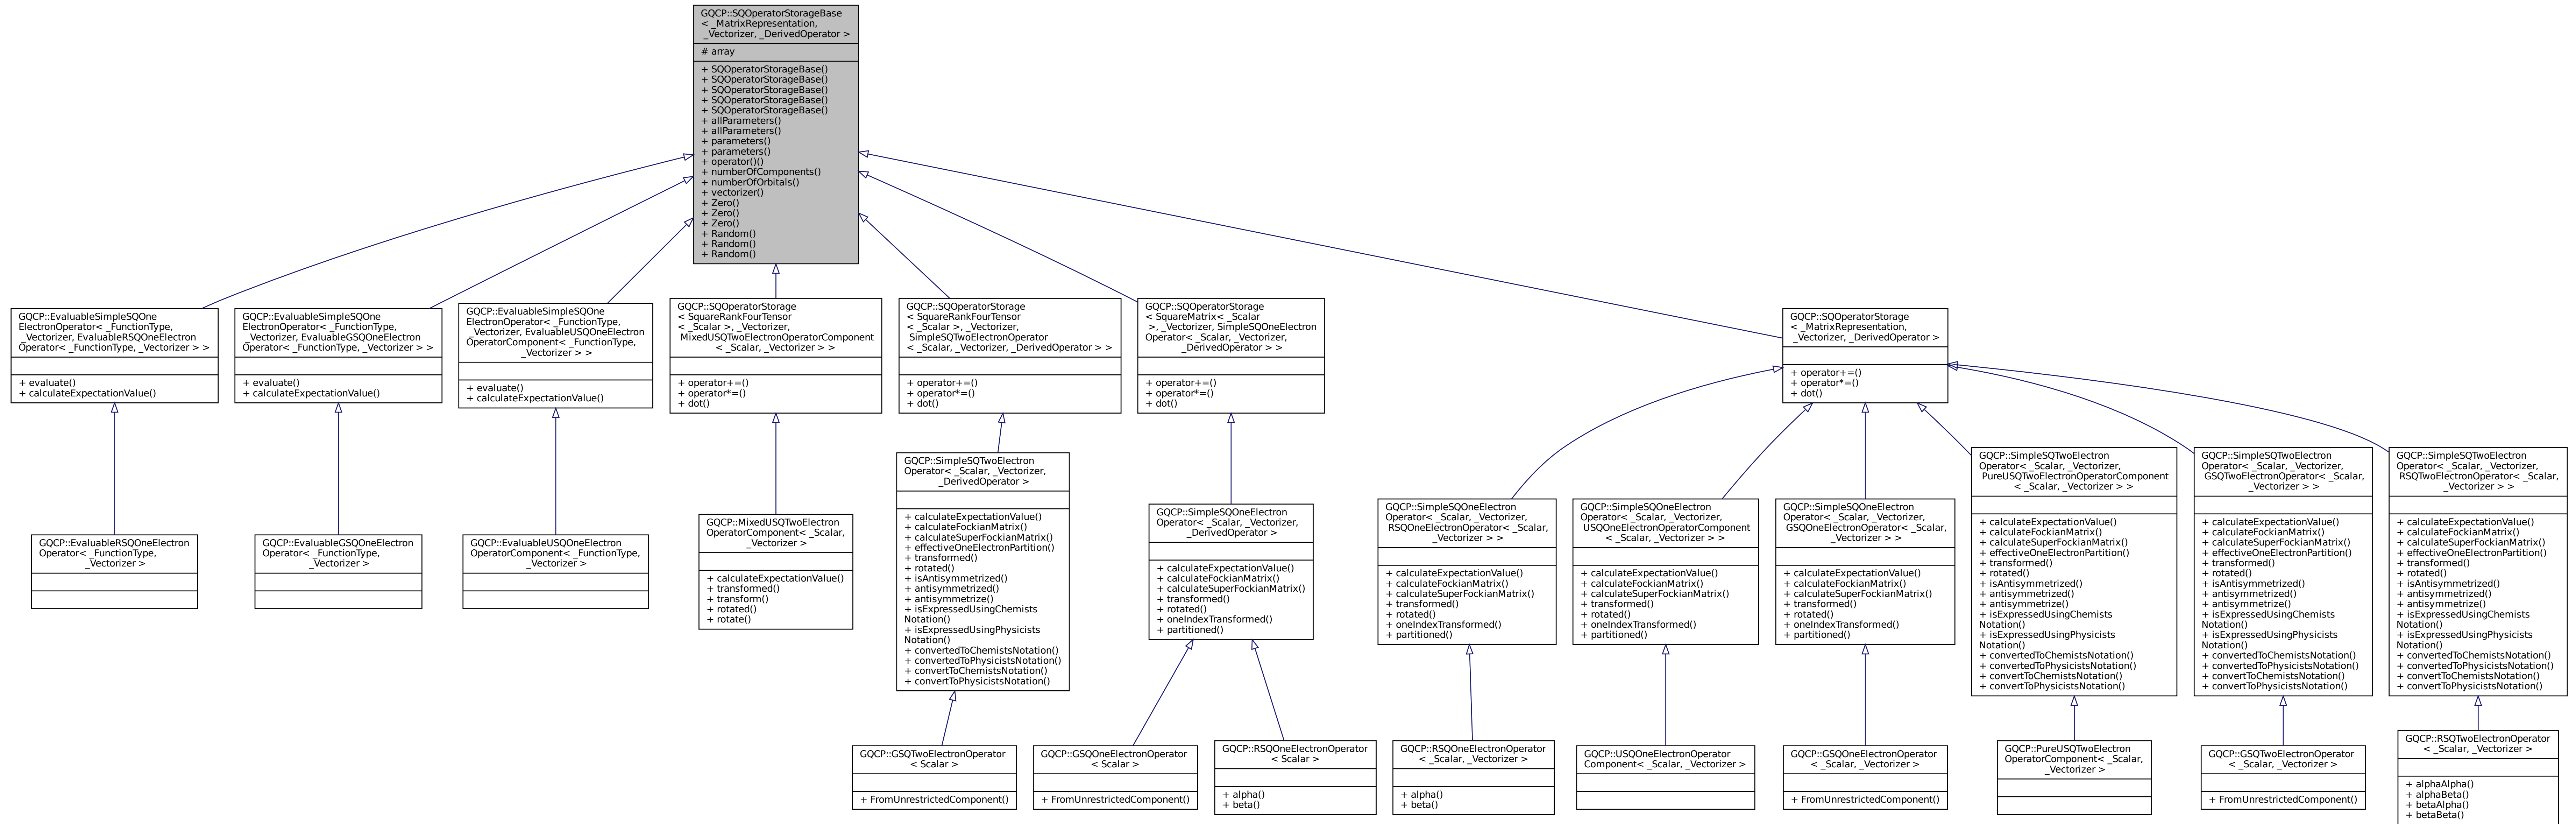 GQCP::SQOperatorStorageBase
< _MatrixRepresentation,
_Vectorizer, _DerivedOperator >
# array
+ SQOperatorStorageBase()
+ SQOperatorStorageBase()
+ SQOperatorStorageBase()
+ SQOperatorStorageBase()
+ SQOperatorStorageBase()
+ allParameters()
+ allParameters()
+ parameters()
+ parameters()
+ operator()()
+ numberOfComponents()
+ numberOfOrbitals()
+ vectorizer()
+ Zero()
+ Zero()
+ Zero()
+ Random()
+ Random()
+ Random()
GQCP::EvaluableSimpleSQOne
ElectronOperator< _FunctionType,
_Vectorizer, EvaluableRSQOneElectron
Operator< _FunctionType, _Vectorizer > >
+ evaluate()
+ calculateExpectationValue()
GQCP::EvaluableSimpleSQOne
ElectronOperator< _FunctionType,
_Vectorizer, EvaluableGSQOneElectron
Operator< _FunctionType, _Vectorizer > >
+ evaluate()
+ calculateExpectationValue()
GQCP::EvaluableSimpleSQOne
ElectronOperator< _FunctionType,
_Vectorizer, EvaluableUSQOneElectron
OperatorComponent< _FunctionType,
_Vectorizer > >
+ evaluate()
+ calculateExpectationValue()
GQCP::SQOperatorStorage
< SquareRankFourTensor
< _Scalar >, _Vectorizer,
MixedUSQTwoElectronOperatorComponent
< _Scalar, _Vectorizer > >
+ operator+=()
+ operator*=()
+ dot()
GQCP::SQOperatorStorage
< SquareRankFourTensor
< _Scalar >, _Vectorizer,
SimpleSQTwoElectronOperator
< _Scalar, _Vectorizer, _DerivedOperator > >
+ operator+=()
+ operator*=()
+ dot()
GQCP::SQOperatorStorage
< SquareMatrix< _Scalar
>, _Vectorizer, SimpleSQOneElectron
Operator< _Scalar, _Vectorizer,
_DerivedOperator > >
+ operator+=()
+ operator*=()
+ dot()
GQCP::SQOperatorStorage
< _MatrixRepresentation,
_Vectorizer, _DerivedOperator >
+ operator+=()
+ operator*=()
+ dot()
GQCP::EvaluableRSQOneElectron
Operator< _FunctionType,
_Vectorizer >
GQCP::EvaluableGSQOneElectron
Operator< _FunctionType,
_Vectorizer >
GQCP::EvaluableUSQOneElectron
OperatorComponent< _FunctionType,
_Vectorizer >
GQCP::MixedUSQTwoElectron
OperatorComponent< _Scalar,
_Vectorizer >
+ calculateExpectationValue()
+ transformed()
+ transform()
+ rotated()
+ rotate()
GQCP::SimpleSQTwoElectron
Operator< _Scalar, _Vectorizer,
_DerivedOperator >
+ calculateExpectationValue()
+ calculateFockianMatrix()
+ calculateSuperFockianMatrix()
+ effectiveOneElectronPartition()
+ transformed()
+ rotated()
+ isAntisymmetrized()
+ antisymmetrized()
+ antisymmetrize()
+ isExpressedUsingChemists
Notation()
+ isExpressedUsingPhysicists
Notation()
+ convertedToChemistsNotation()
+ convertedToPhysicistsNotation()
+ convertToChemistsNotation()
+ convertToPhysicistsNotation()
GQCP::SimpleSQOneElectron
Operator< _Scalar, _Vectorizer,
_DerivedOperator >
+ calculateExpectationValue()
+ calculateFockianMatrix()
+ calculateSuperFockianMatrix()
+ transformed()
+ rotated()
+ oneIndexTransformed()
+ partitioned()
GQCP::SimpleSQOneElectron
Operator< _Scalar, _Vectorizer,
RSQOneElectronOperator< _Scalar,
_Vectorizer > >
+ calculateExpectationValue()
+ calculateFockianMatrix()
+ calculateSuperFockianMatrix()
+ transformed()
+ rotated()
+ oneIndexTransformed()
+ partitioned()
GQCP::SimpleSQOneElectron
Operator< _Scalar, _Vectorizer,
USQOneElectronOperatorComponent
< _Scalar, _Vectorizer > >
+ calculateExpectationValue()
+ calculateFockianMatrix()
+ calculateSuperFockianMatrix()
+ transformed()
+ rotated()
+ oneIndexTransformed()
+ partitioned()
GQCP::SimpleSQOneElectron
Operator< _Scalar, _Vectorizer,
GSQOneElectronOperator< _Scalar,
_Vectorizer > >
+ calculateExpectationValue()
+ calculateFockianMatrix()
+ calculateSuperFockianMatrix()
+ transformed()
+ rotated()
+ oneIndexTransformed()
+ partitioned()
GQCP::SimpleSQTwoElectron
Operator< _Scalar, _Vectorizer,
PureUSQTwoElectronOperatorComponent
< _Scalar, _Vectorizer > >
+ calculateExpectationValue()
+ calculateFockianMatrix()
+ calculateSuperFockianMatrix()
+ effectiveOneElectronPartition()
+ transformed()
+ rotated()
+ isAntisymmetrized()
+ antisymmetrized()
+ antisymmetrize()
+ isExpressedUsingChemists
Notation()
+ isExpressedUsingPhysicists
Notation()
+ convertedToChemistsNotation()
+ convertedToPhysicistsNotation()
+ convertToChemistsNotation()
+ convertToPhysicistsNotation()
GQCP::SimpleSQTwoElectron
Operator< _Scalar, _Vectorizer,
GSQTwoElectronOperator< _Scalar,
_Vectorizer > >
+ calculateExpectationValue()
+ calculateFockianMatrix()
+ calculateSuperFockianMatrix()
+ effectiveOneElectronPartition()
+ transformed()
+ rotated()
+ isAntisymmetrized()
+ antisymmetrized()
+ antisymmetrize()
+ isExpressedUsingChemists
Notation()
+ isExpressedUsingPhysicists
Notation()
+ convertedToChemistsNotation()
+ convertedToPhysicistsNotation()
+ convertToChemistsNotation()
+ convertToPhysicistsNotation()
GQCP::SimpleSQTwoElectron
Operator< _Scalar, _Vectorizer,
RSQTwoElectronOperator< _Scalar,
_Vectorizer > >
+ calculateExpectationValue()
+ calculateFockianMatrix()
+ calculateSuperFockianMatrix()
+ effectiveOneElectronPartition()
+ transformed()
+ rotated()
+ isAntisymmetrized()
+ antisymmetrized()
+ antisymmetrize()
+ isExpressedUsingChemists
Notation()
+ isExpressedUsingPhysicists
Notation()
+ convertedToChemistsNotation()
+ convertedToPhysicistsNotation()
+ convertToChemistsNotation()
+ convertToPhysicistsNotation()
GQCP::GSQTwoElectronOperator
< Scalar >
+ FromUnrestrictedComponent()
GQCP::GSQOneElectronOperator
< Scalar >
+ FromUnrestrictedComponent()
GQCP::RSQOneElectronOperator
< Scalar >
+ alpha()
+ beta()
GQCP::RSQOneElectronOperator
< _Scalar, _Vectorizer >
+ alpha()
+ beta()
GQCP::USQOneElectronOperator
Component< _Scalar, _Vectorizer >
GQCP::GSQOneElectronOperator
< _Scalar, _Vectorizer >
+ FromUnrestrictedComponent()
GQCP::PureUSQTwoElectron
OperatorComponent< _Scalar,
_Vectorizer >
GQCP::GSQTwoElectronOperator
< _Scalar, _Vectorizer >
+ FromUnrestrictedComponent()
GQCP::RSQTwoElectronOperator
< _Scalar, _Vectorizer >
+ alphaAlpha()
+ alphaBeta()
+ betaAlpha()
+ betaBeta()